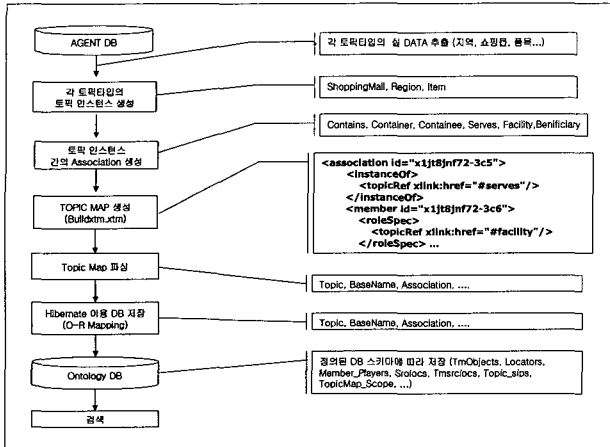 AGENT DB
각 토픽타입의 실 DATA 추출 (지역, 쇼핑몰, 품목...)
각 토픽타입의
토픽 인스턴스 생성
ShoppingMall, Region, Item
토픽 인스턴스
간의 Association 생성
Contains, Container, Containee, Serves, Facility,Benificiary
TOPIC MAP 생성
(Buildxtm.xtm)
<association id="x1jt8jnf72-3c5">
<instanceOf>
<topicRef xlink:href="#serves"/>
</instanceOf>
<member id="x1jt8jnf72-3c6">
<roleSpec>
<topicRef xlink:href="#facility"/>
</roleSpec> ...
Topic Map 파싱
Topic, BaseName, Association, ....
Hibernate 이용 DB 저장
(O-R Mapping)
Topic, BaseName, Association, ....
Ontology DB
정의된 DB 스키마에 따라 저장 (TmObjects, Locators,
Member_Players, Srclocs, Tmsrclocs, Topic_sips,
TopicMap_Scope, ...)
검색